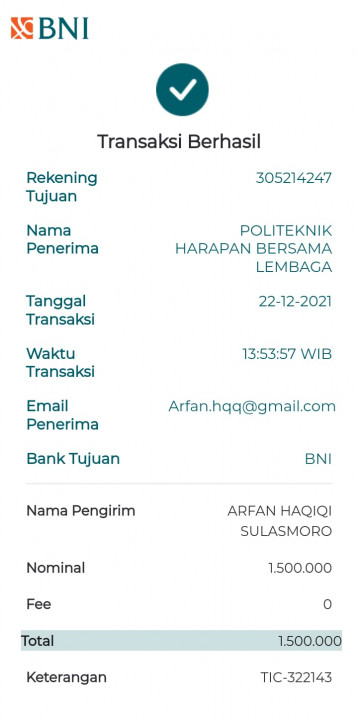 BNI
Transaksi Berhasil
Rekening 305214247
Tujuan
Nama POLITEKNIK
Penerima HARAPAN BERSAMA
LEMBAGA
Tanggal 22-12-2021
Transaksi
Waktu 13:53:57 WIB
Transaksi
Email Arfan.hqq@gmail.com
Penerima
Bank Tujuan BNI
Nama Pengirim ARFAN HAQIQI
SULASMORO
Nominal 1.500.000
Fee 0
Total 1.500.000
Keterangan TIC-322143